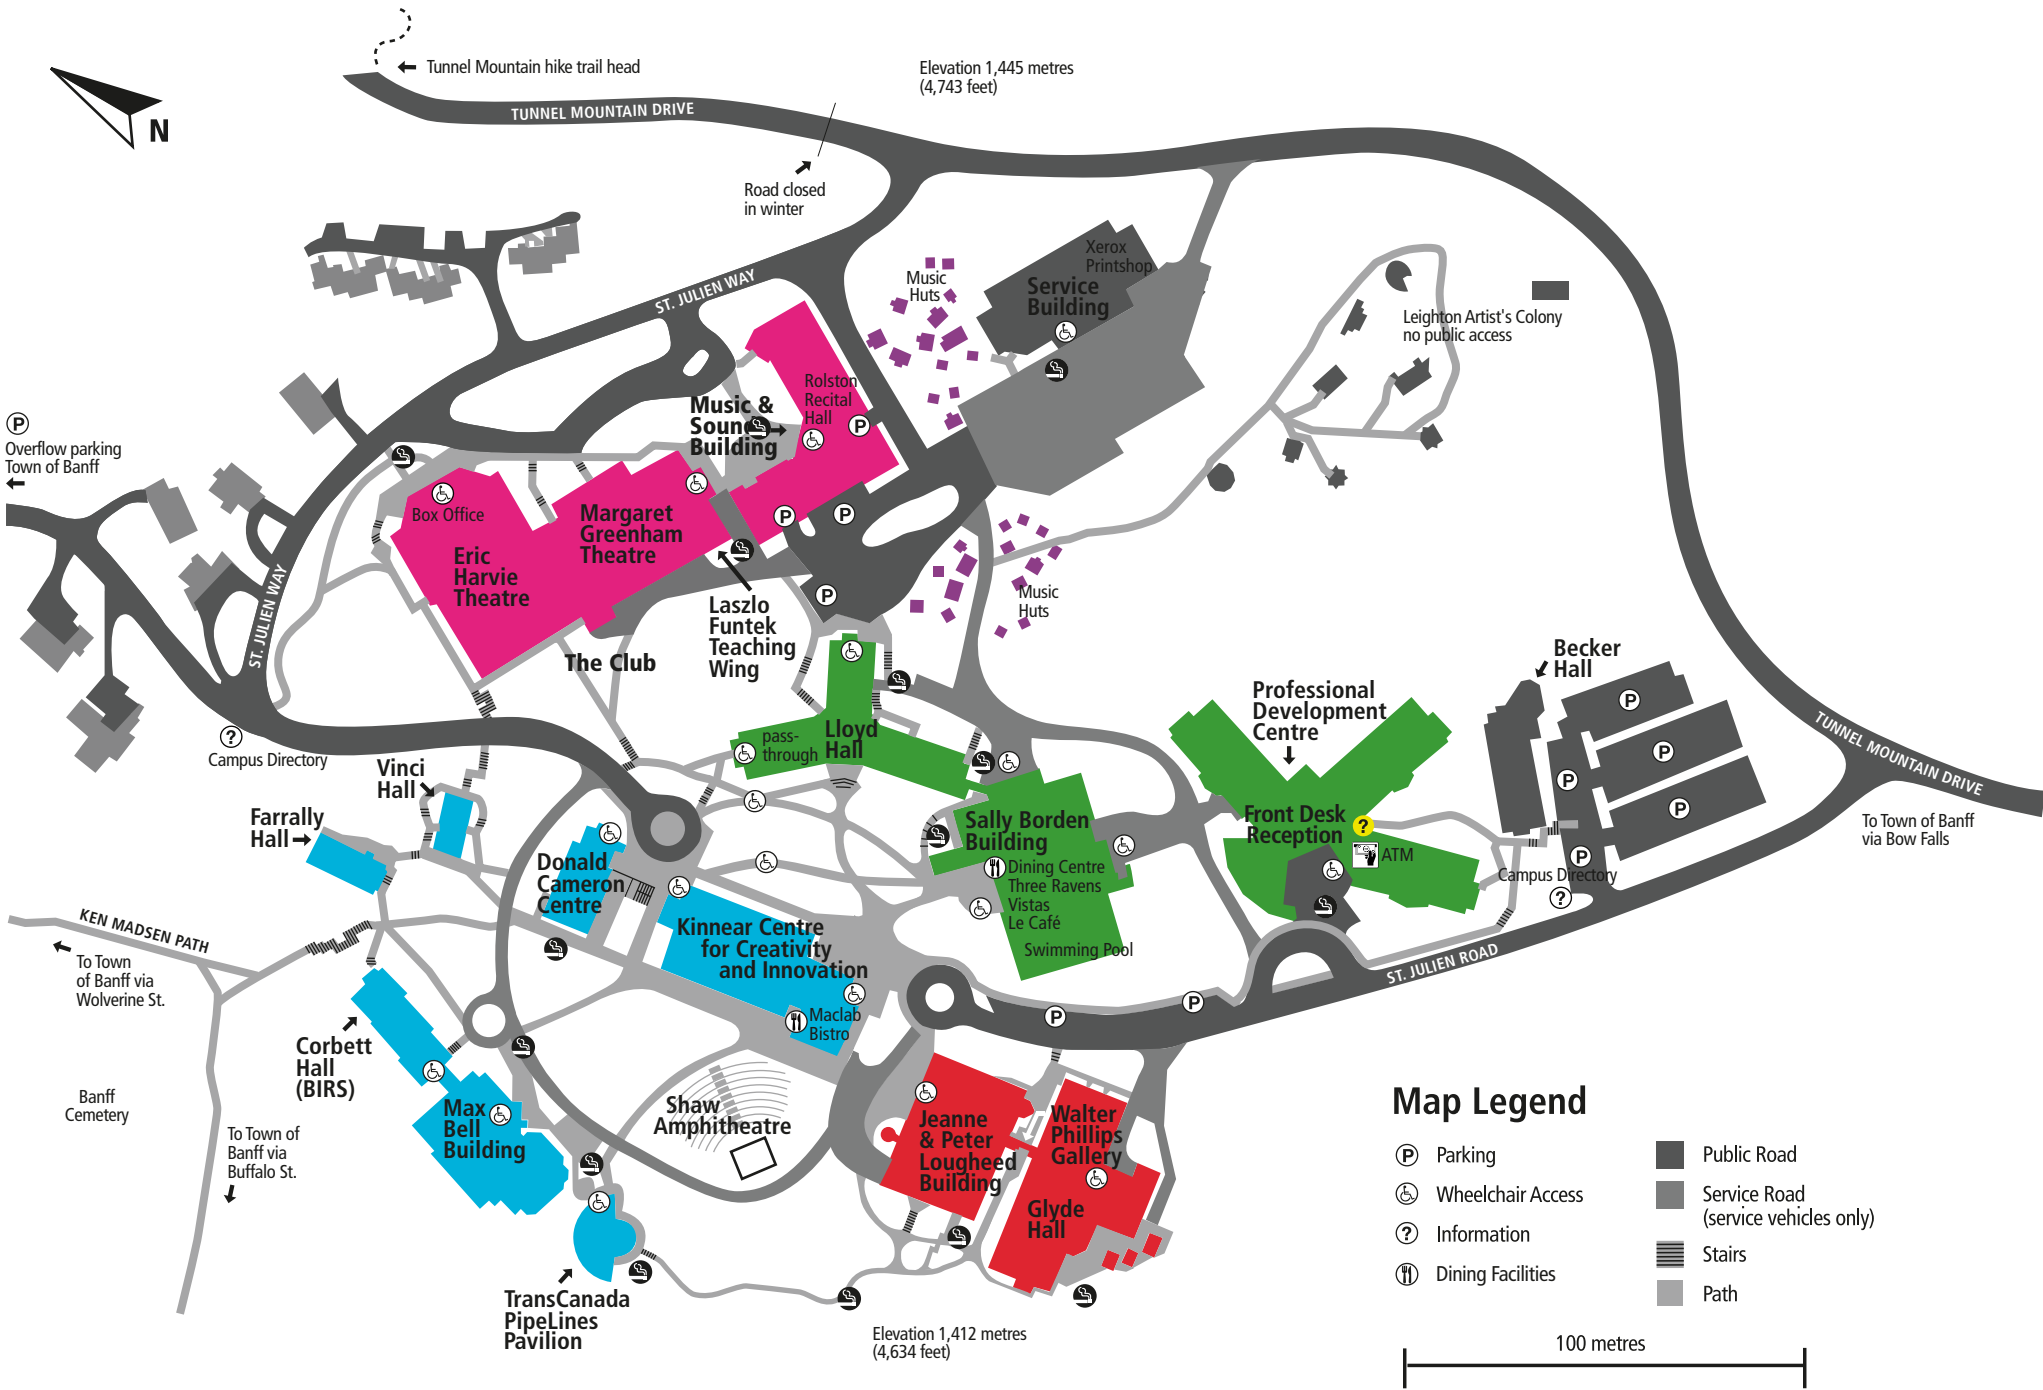 Tunnel Mountain hike trail head
Elevation 1,445 metres
(4,743 feet)
TUNNEL MOUNTAIN DRIVE
N
Road closed
in winter
ST. JULIEN WAY
Music
Huts
Xerox
Printshop
Service
Building
Leighton Artist's Colony
no public access
Rolston
Recital
Hall
Music &
Sound
Building
P
P
Overflow parking
Town of Banff
Box Office
Margaret
Greenham
Theatre
P
P
Eric
Harvie
Theatre
ST. JULIEN WAY
P
Laszlo
Funtek
Teaching
Wing
Music
Huts
The Club
Becker
Hall
Professional
Development
Centre
P
P
P
P
P
TUNNEL MOUNTAIN DRIVE
?
Campus Directory
pass-
through
Lloyd
Hall
Vinci
Hall
Farrally
Hall
Sally Borden
Building
Front Desk
Reception
?
ATM
To Town of Banff
via Bow Falls
Donald
Cameron
Centre
Dining Centre
Three Ravens
Vistas
Le Café
Swimming Pool
Campus Directory
?
KEN MADSEN PATH
To Town
of Banff via
Wolverine St.
Kinnear Centre
for Creativity
and Innovation
ST. JULIEN ROAD
P
P
Maclab
Bistro
Corbett
Hall
(BIRS)
Banff
Cemetery
Max
Bell
Building
Shaw
Amphitheatre
Jeanne
& Peter
Lougheed
Building
Walter
Phillips
Gallery
To Town of
Banff via
Buffalo St.
Glyde
Hall
TransCanada
PipeLines
Pavilion
Elevation 1,412 metres
(4,634 feet)
Map Legend
P Parking
Wheelchair Access
? Information
Dining Facilities
Public Road
Service Road
(service vehicles only)
Stairs
Path
100 metres